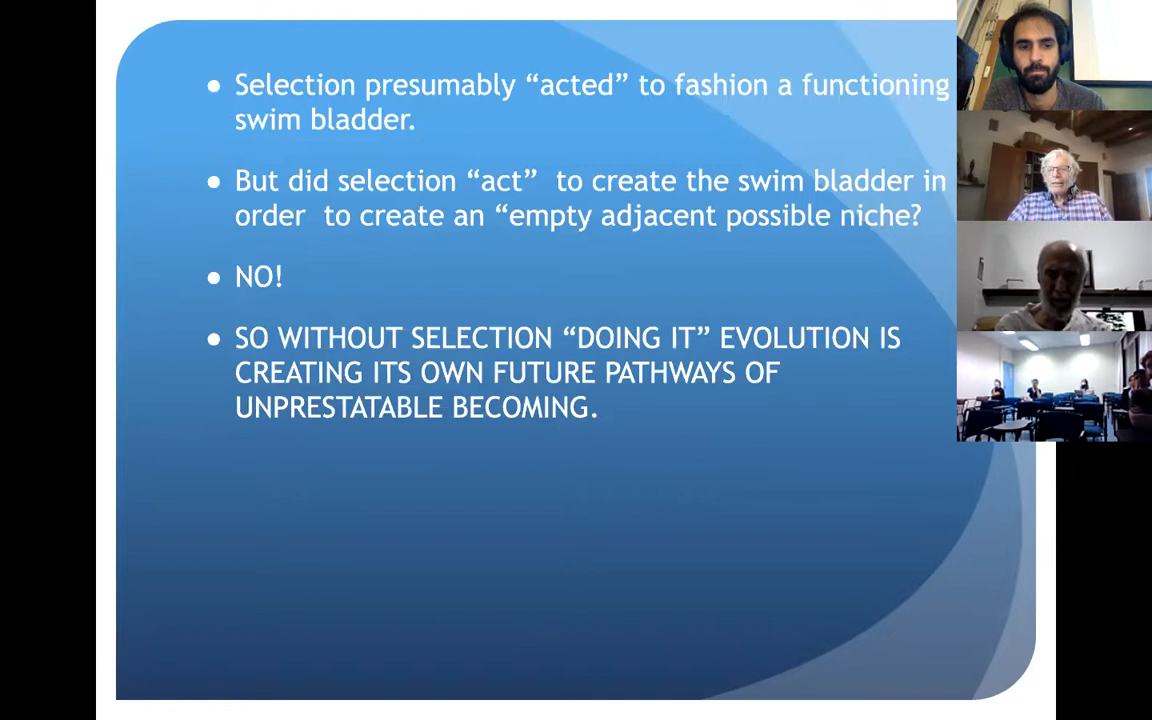 ● Selection presumably “acted” to fashion a functioning
swim bladder.
● But did selection “act”  to create the swim bladder in
order  to create an “empty adjacent possible niche?
● NO!
● SO WITHOUT SELECTION “DOING IT” EVOLUTION IS
CREATING ITS OWN FUTURE PATHWAYS OF
UNPRESTATABLE BECOMING.